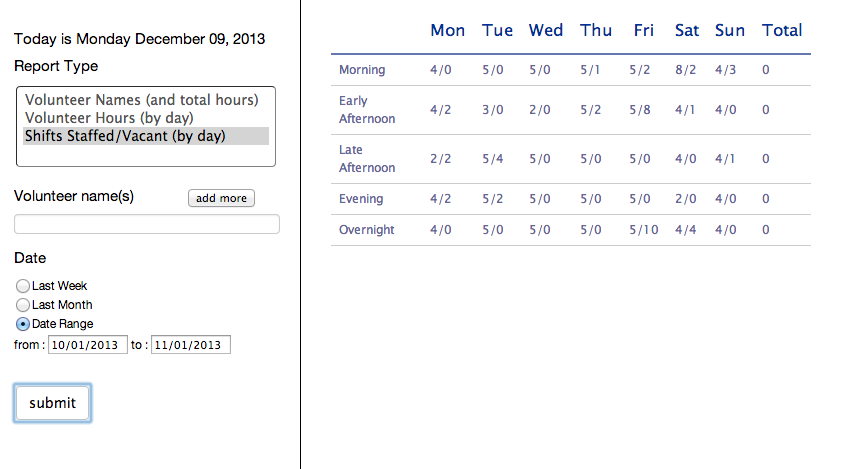 Today is Monday December 09, 2013
Report Type
Volunteer Names (and total hours)
Volunteer Hours (by day)
Shifts Staffed/Vacant (by day)
Volunteer name(s) add more
Date
Last Week
Last Month
Date Range
from : 10/01/2013 to : 11/01/2013
submit
Mon Tue Wed Thu Fri Sat Sun Total
Morning 4/0 5/0 5/0 5/1 5/2 8/2 4/3 0
Early
Afternoon 4/2 3/0 2/0 5/2 5/8 4/1 4/0 0
Late
Afternoon 2/2 5/4 5/0 5/0 5/0 4/0 4/1 0
Evening 4/2 5/2 5/0 5/0 5/0 2/0 4/0 0
Overnight 4/0 5/0 5/0 5/0 5/10 4/4 4/0 0